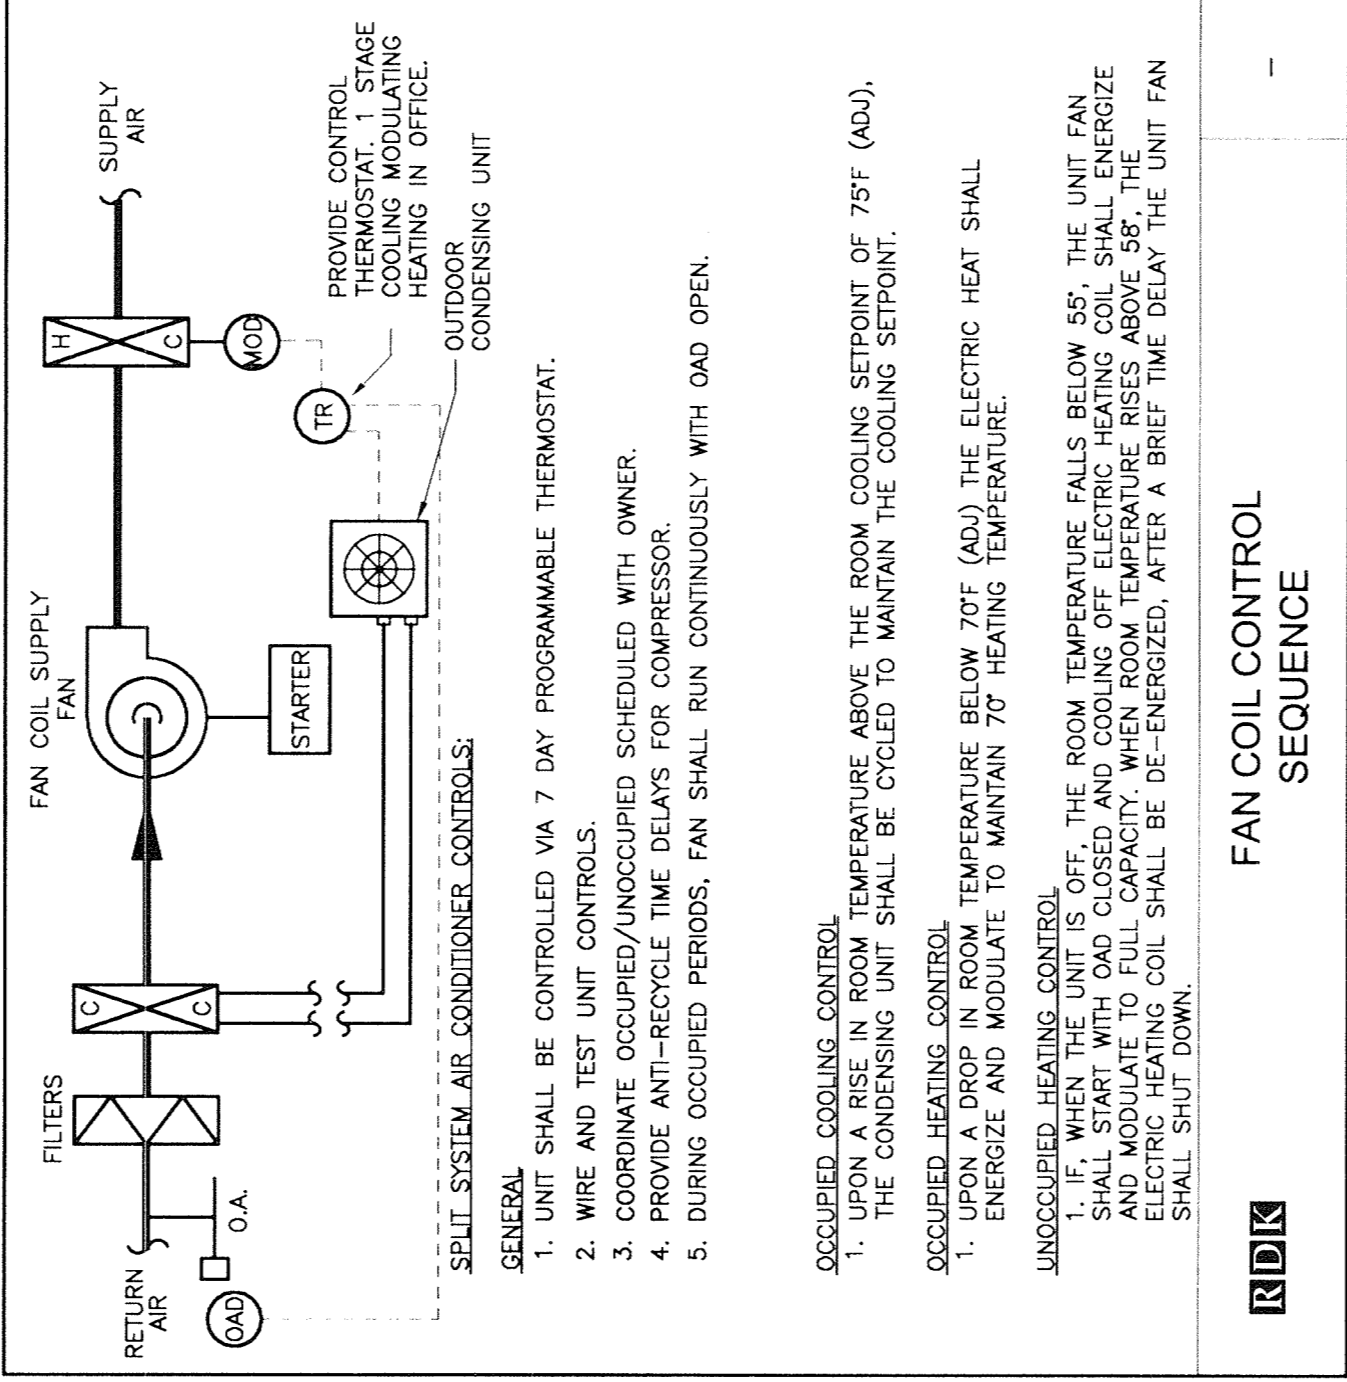 FAN COIL SUPPLY
FAN
SUPPLY
AIR
FILTERS
C
C
H
C
MOD
TR
STARTER
RETURN
AIR
O.A.
OAD
PROVIDE CONTROL
THERMOSTAT. 1 STAGE
COOLING MODULATING
HEATING IN OFFICE.
OUTDOOR
CONDENSING UNIT
SPLIT SYSTEM AIR CONDITIONER CONTROLS:
GENERAL
1. UNIT SHALL BE CONTROLLED VIA 7 DAY PROGRAMMABLE THERMOSTAT.
2. WIRE AND TEST UNIT CONTROLS.
3. COORDINATE OCCUPIED/UNOCCUPIED SCHEDULED WITH OWNER.
4. PROVIDE ANTI-RECYCLE TIME DELAYS FOR COMPRESSOR.
5. DURING OCCUPIED PERIODS, FAN SHALL RUN CONTINUOUSLY WITH OAD OPEN.
OCCUPIED COOLING CONTROL
1. UPON A RISE IN ROOM TEMPERATURE ABOVE THE ROOM COOLING SETPOINT OF 75°F (ADJ),
THE CONDENSING UNIT SHALL BE CYCLED TO MAINTAIN THE COOLING SETPOINT.
OCCUPIED HEATING CONTROL
1. UPON A DROP IN ROOM TEMPERATURE BELOW 70°F (ADJ) THE ELECTRIC HEAT SHALL
ENERGIZE AND MODULATE TO MAINTAIN 70° HEATING TEMPERATURE.
UNOCCUPIED HEATING CONTROL
1. IF, WHEN THE UNIT IS OFF, THE ROOM TEMPERATURE FALLS BELOW 55°, THE UNIT FAN
SHALL START WITH OAD CLOSED AND COOLING OFF ELECTRIC HEATING COIL SHALL ENERGIZE
AND MODULATE TO FULL CAPACITY. WHEN ROOM TEMPERATURE RISES ABOVE 58°, THE
ELECTRIC HEATING COIL SHALL BE DE-ENERGIZED, AFTER A BRIEF TIME DELAY THE UNIT FAN
SHALL SHUT DOWN.
RDK
FAN COIL CONTROL
SEQUENCE
-